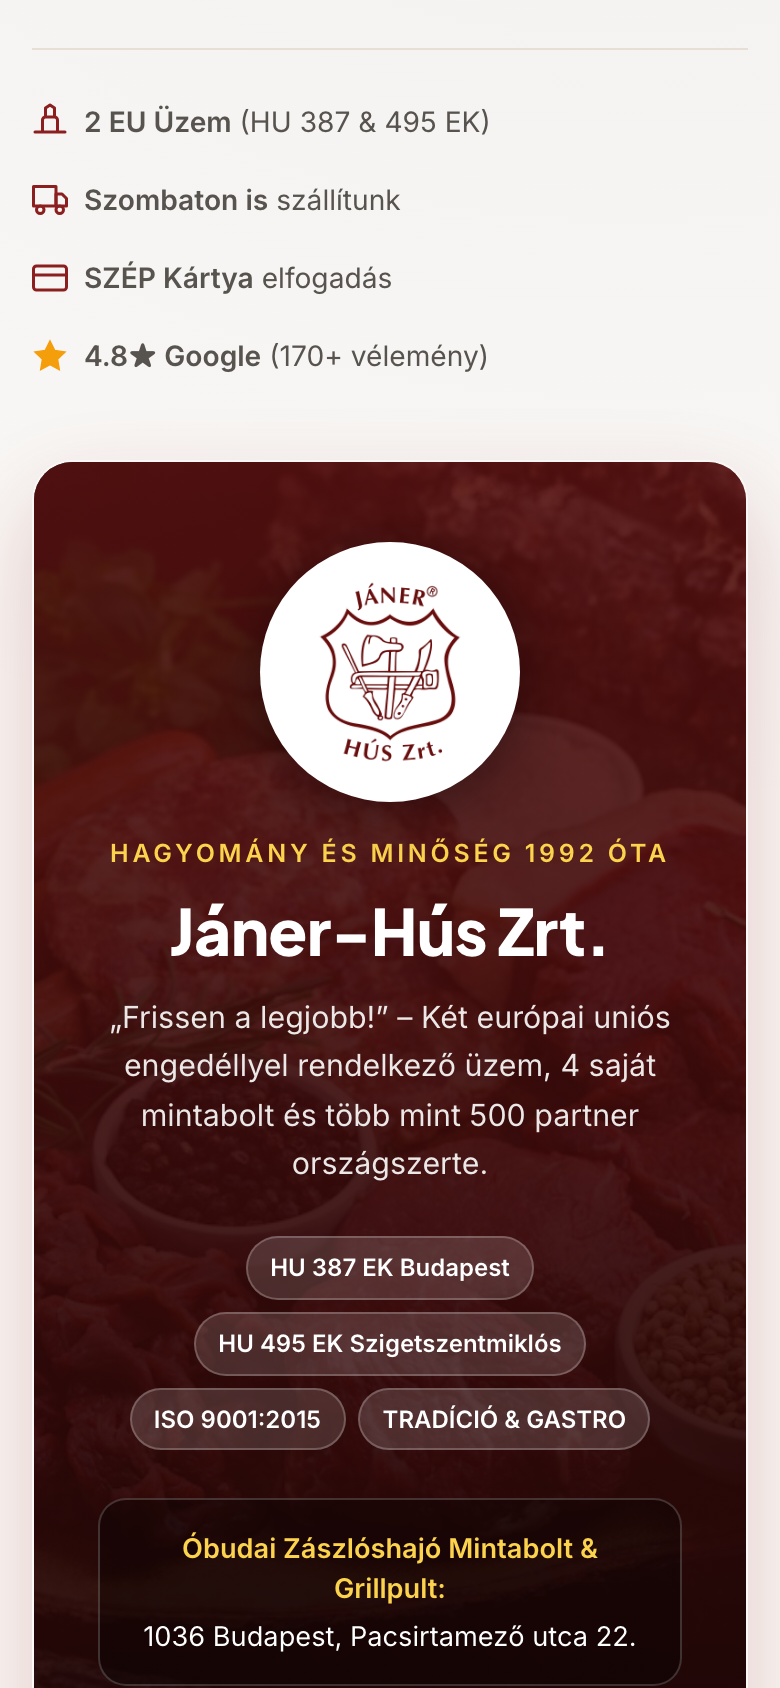 2 EU Üzem (HU 387 & 495 EK)
Szombaton is szállítunk
SZÉP Kártya elfogadás
4.8★ Google (170+ vélemény)
JÁNER®
HÚS Zrt.
HAGYOMÁNY ÉS MINŐSÉG 1992 ÓTA
Jáner-Hús Zrt.
„Frissen a legjobb!” – Két európai uniós
engedéllyel rendelkező üzem, 4 saját
mintabolt és több mint 500 partner
országszerte.
HU 387 EK Budapest
HU 495 EK Szigetszentmiklós
ISO 9001:2015
TRADÍCIÓ & GASTRO
Óbudai Zászlóshajó Mintabolt &
Grillpult:
1036 Budapest, Pacsirtamező utca 22.